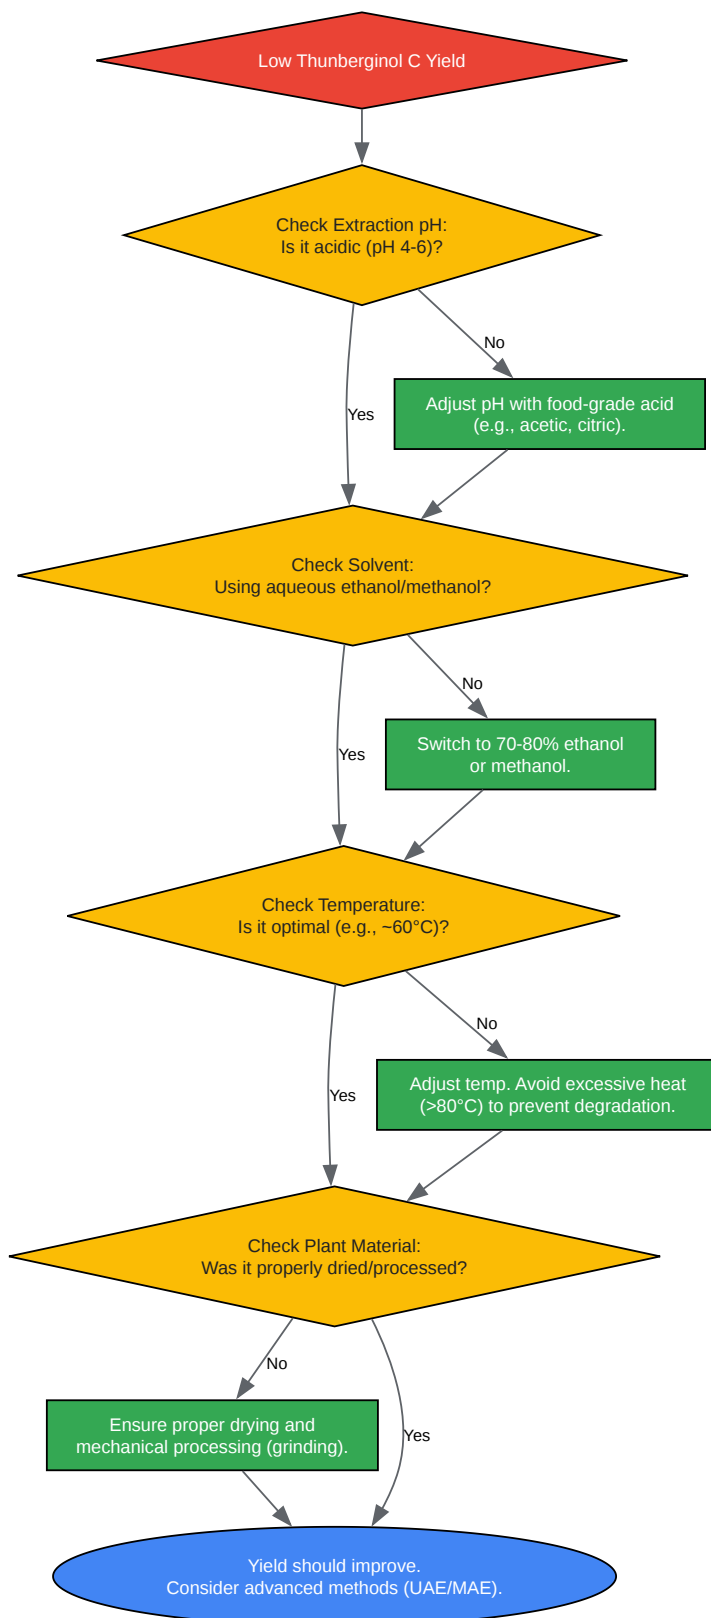 Low Thunberginol C Yield
Check Extraction pH:
Is it acidic (pH 4-6)?
No
Adjust pH with food-grade acid
(e.g., acetic, citric).
Yes
Check Solvent:
Using aqueous ethanol/methanol?
No
Switch to 70-80% ethanol
or methanol.
Yes
Check Temperature:
Is it optimal (e.g., ~60°C)?
No
Adjust temp. Avoid excessive heat
(>80°C) to prevent degradation.
Yes
Check Plant Material:
Was it properly dried/processed?
No
Ensure proper drying and
mechanical processing (grinding).
Yes
Yield should improve.
Consider advanced methods (UAE/MAE).